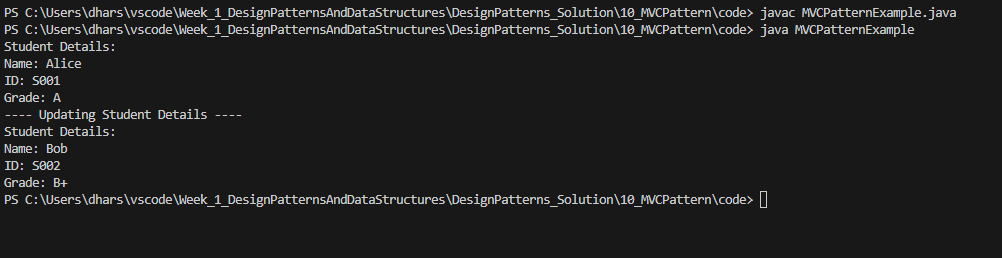 PS C:\Users\dhars\vscode\Week_1_DesignPatternsAndDataStructures\DesignPatterns_Solution\10_MVCPattern\code> javac MVCPatternExample.java
PS C:\Users\dhars\vscode\Week_1_DesignPatternsAndDataStructures\DesignPatterns_Solution\10_MVCPattern\code> java MVCPatternExample
Student Details:
Name: Alice
ID: S001
Grade: A
---- Updating Student Details ----
Student Details:
Name: Bob
ID: S002
Grade: B+
PS C:\Users\dhars\vscode\Week_1_DesignPatternsAndDataStructures\DesignPatterns_Solution\10_MVCPattern\code>